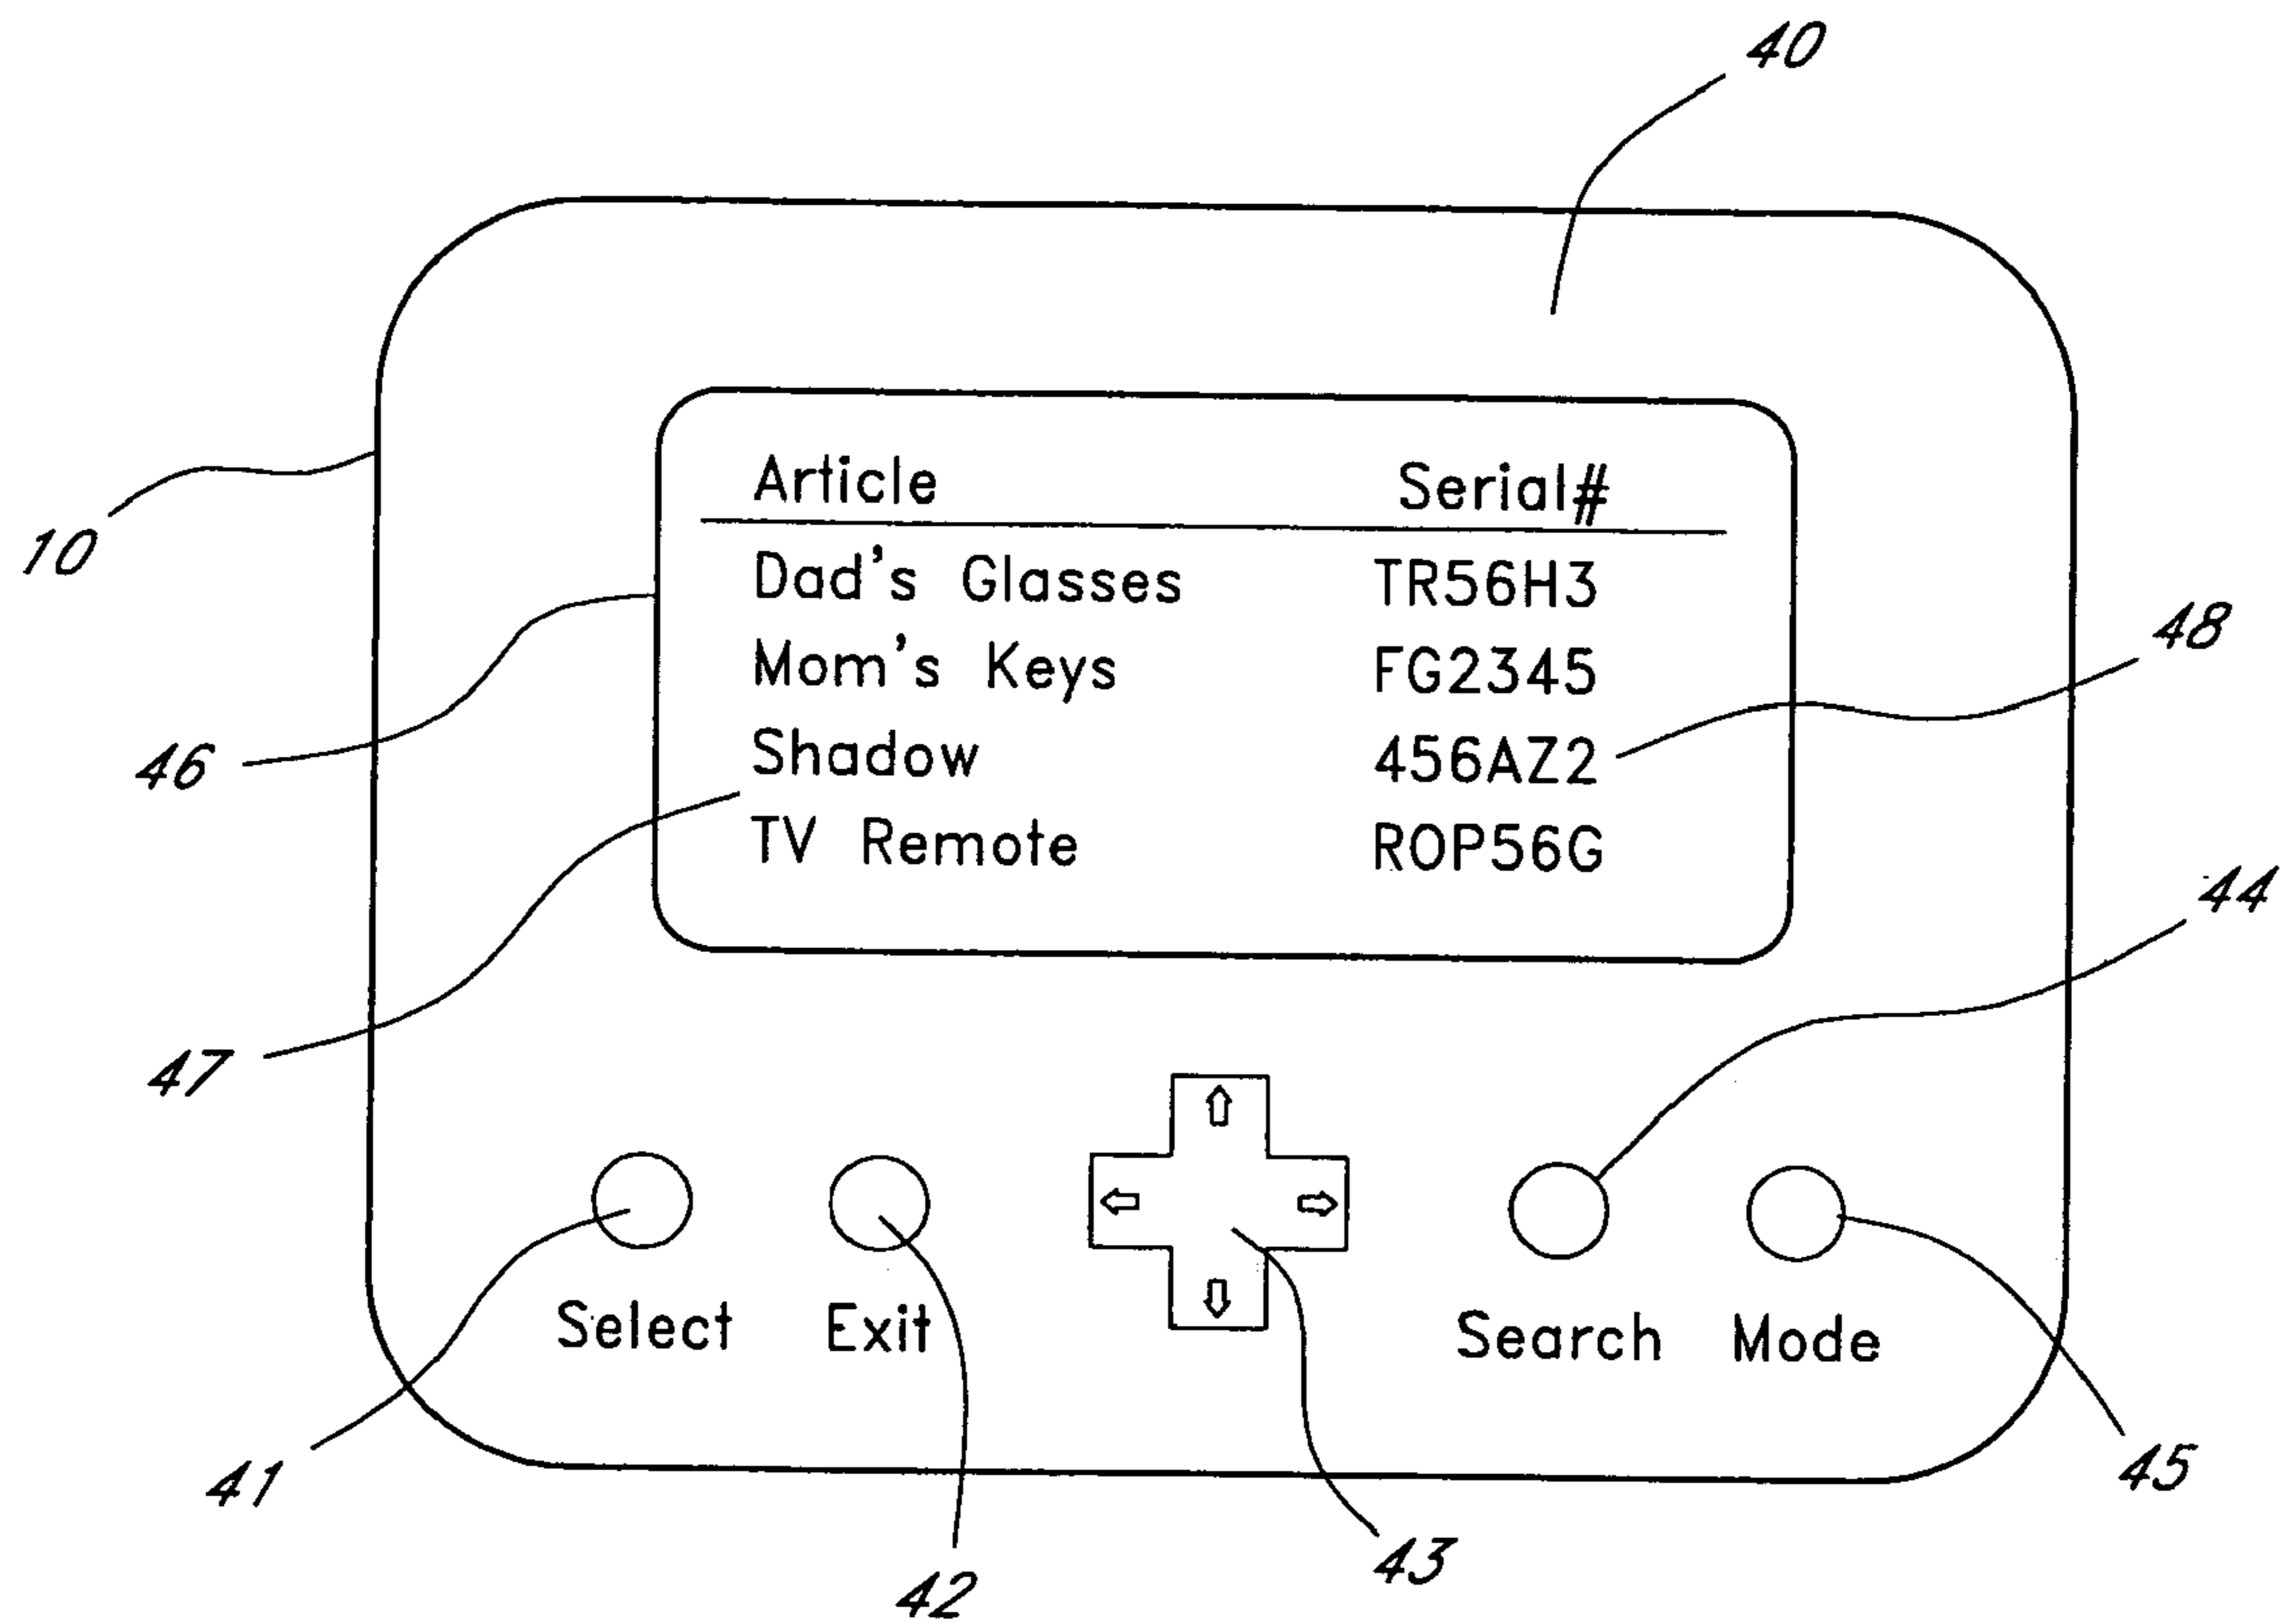 40
Article Serial#
10
Dad's Glasses TR56H3
48
Mom's Keys FG2345
46
Shadow 456AZ2
TV Remote ROP56G
44
47
Select Exit Search Mode
41
45
43
42